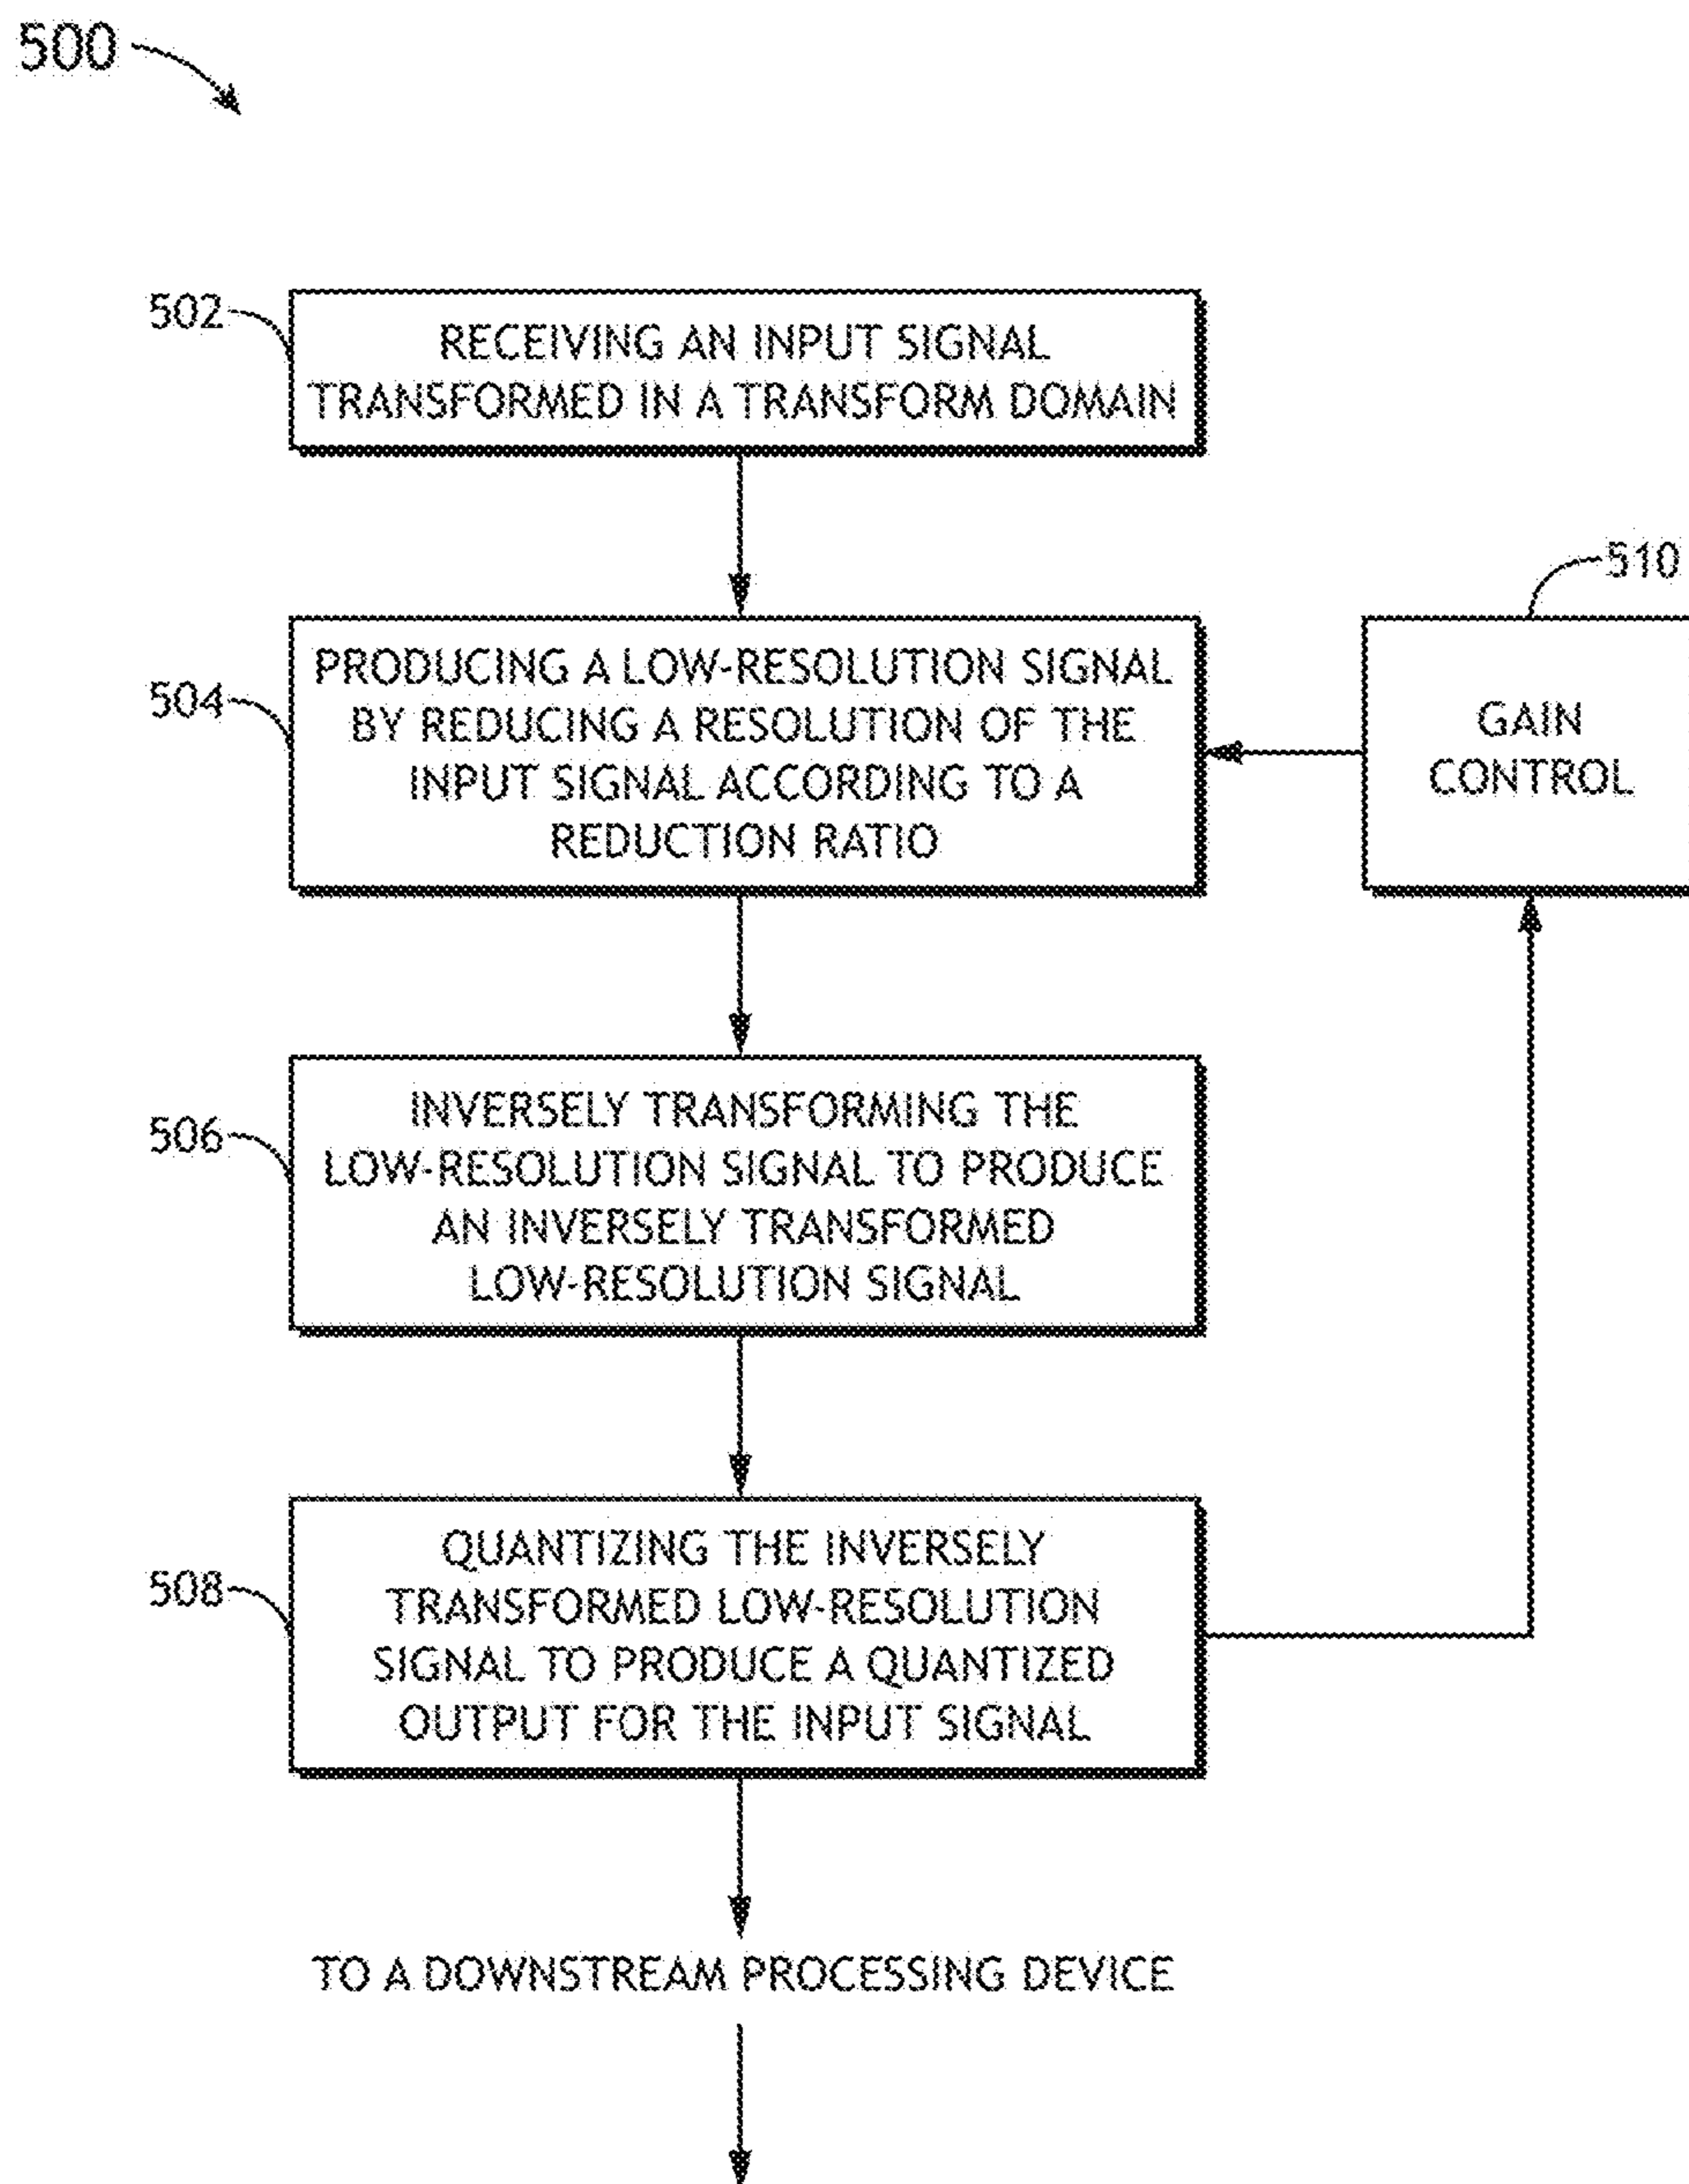 500
502
RECEIVING AN INPUT SIGNAL
TRANSFORMED IN A TRANSFORM DOMAIN
510
504
PRODUCING A LOW-RESOLUTION SIGNAL
BY REDUCING A RESOLUTION OF THE
INPUT SIGNAL ACCORDING TO A
REDUCTION RATIO
GAIN
CONTROL
506
INVERSELY TRANSFORMING THE
LOW-RESOLUTION SIGNAL TO PRODUCE
AN INVERSELY TRANSFORMED
LOW-RESOLUTION SIGNAL
508
QUANTIZING THE INVERSELY
TRANSFORMED LOW-RESOLUTION
SIGNAL TO PRODUCE A QUANTIZED
OUTPUT FOR THE INPUT SIGNAL
TO A DOWNSTREAM PROCESSING DEVICE